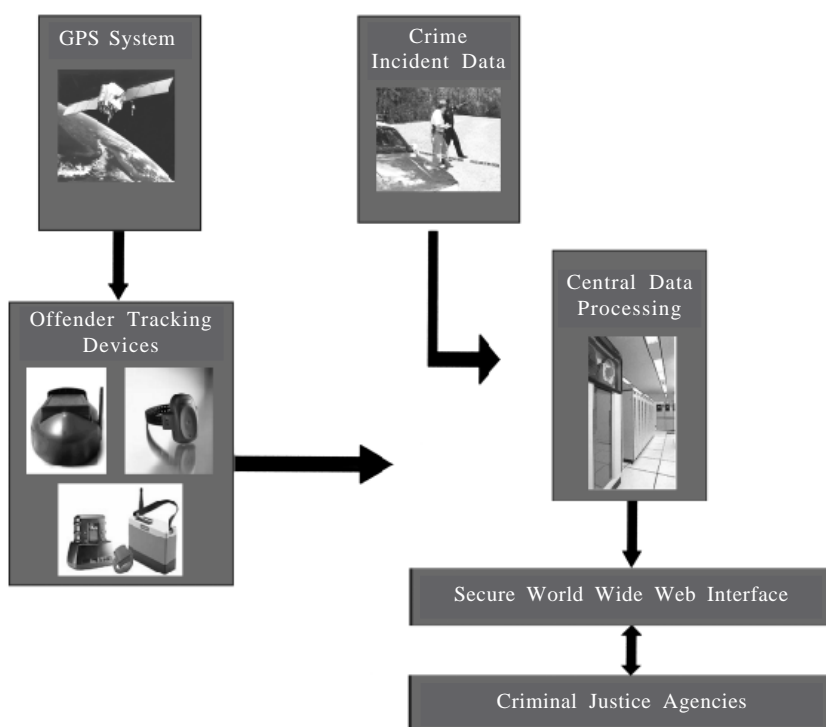 GPS System
Crime
Incident Data
Central Data
Processing
Offender Tracking
Devices
Secure World Wide Web Interface
Criminal Justice Agencies